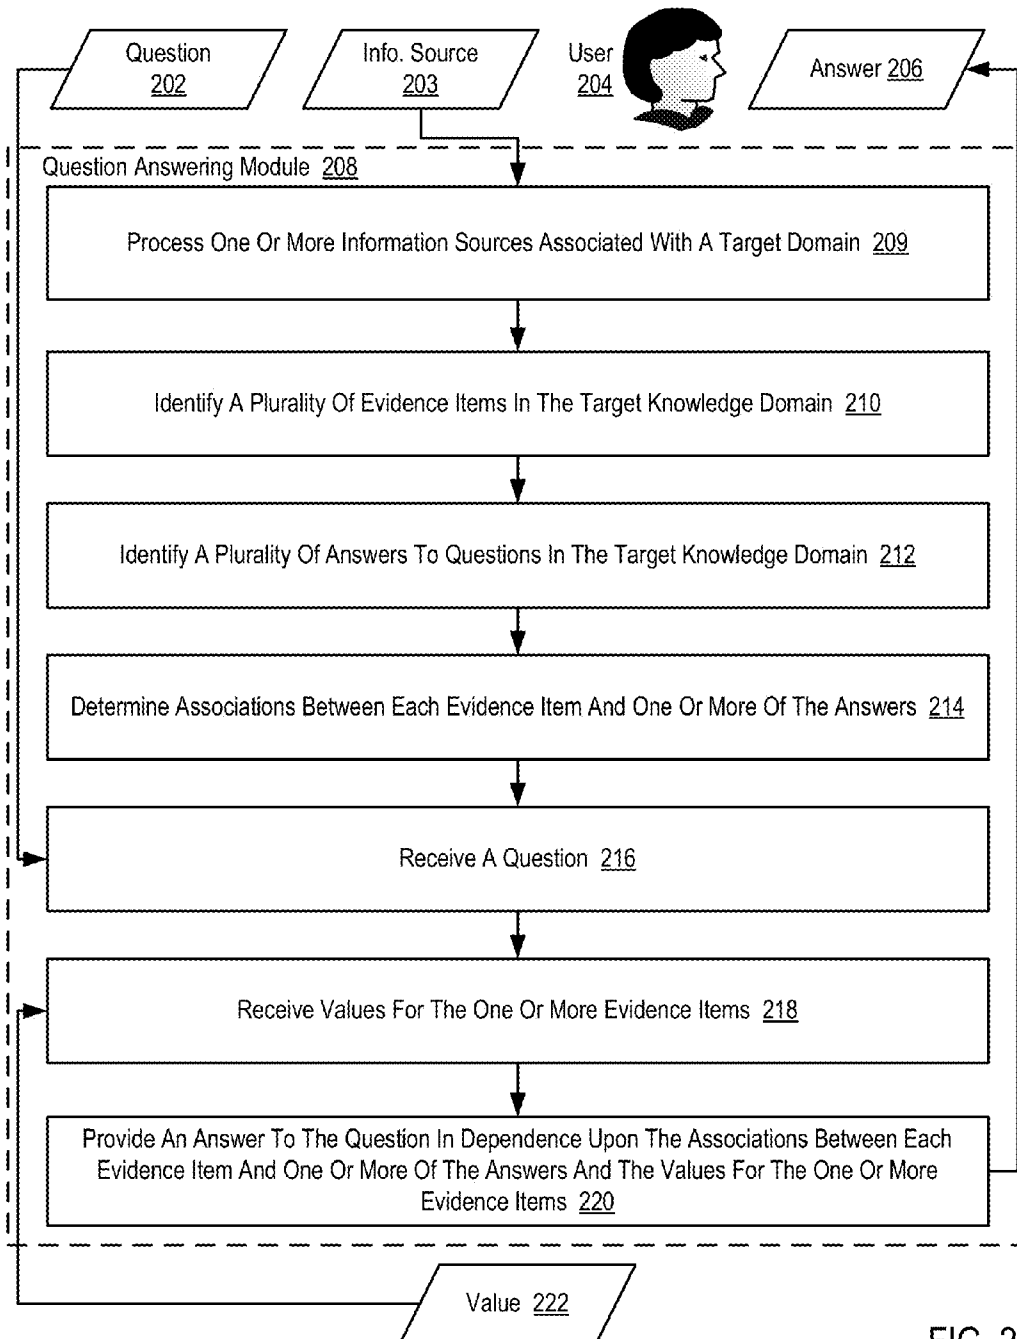 Question
202
Info. Source
203
User
204
Answer 206
Question Answering Module 208
Process One Or More Information Sources Associated With A Target Domain 209
Identify A Plurality Of Evidence Items In The Target Knowledge Domain 210
Identify A Plurality Of Answers To Questions In The Target Knowledge Domain 212
Determine Associations Between Each Evidence Item And One Or More Of The Answers 214
Receive A Question 216
Receive Values For The One Or More Evidence Items 218
Provide An Answer To The Question In Dependence Upon The Associations Between Each
Evidence Item And One Or More Of The Answers And The Values For The One Or More
Evidence Items 220
Value 222
FIG. 2